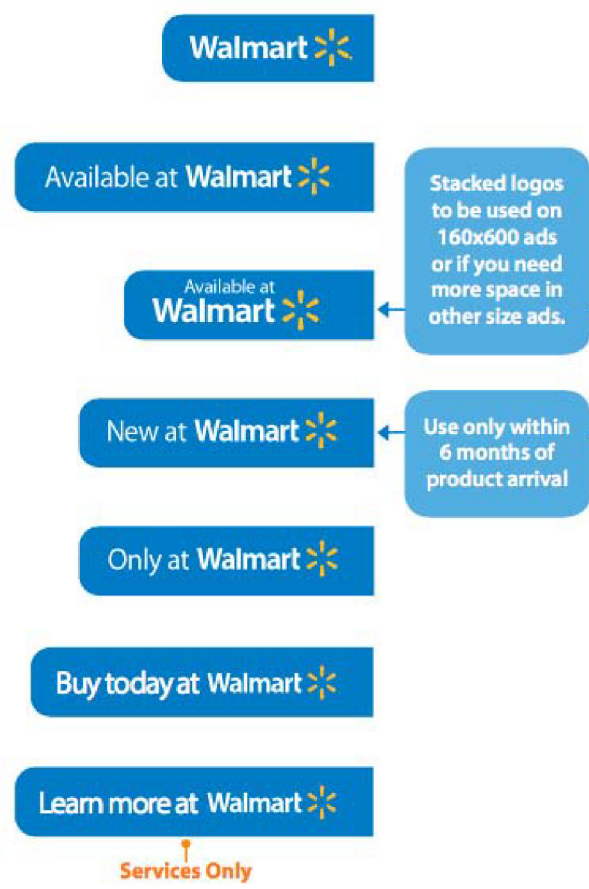 Walmart
Available at Walmart
Stacked logos
to be used on
160x600 ads
or if you need
more space in
other size ads.
Available at
Walmart
New at Walmart
Use only within
6 months of
product arrival
Only at Walmart
Buy today at Walmart
Learn more at Walmart
Services Only